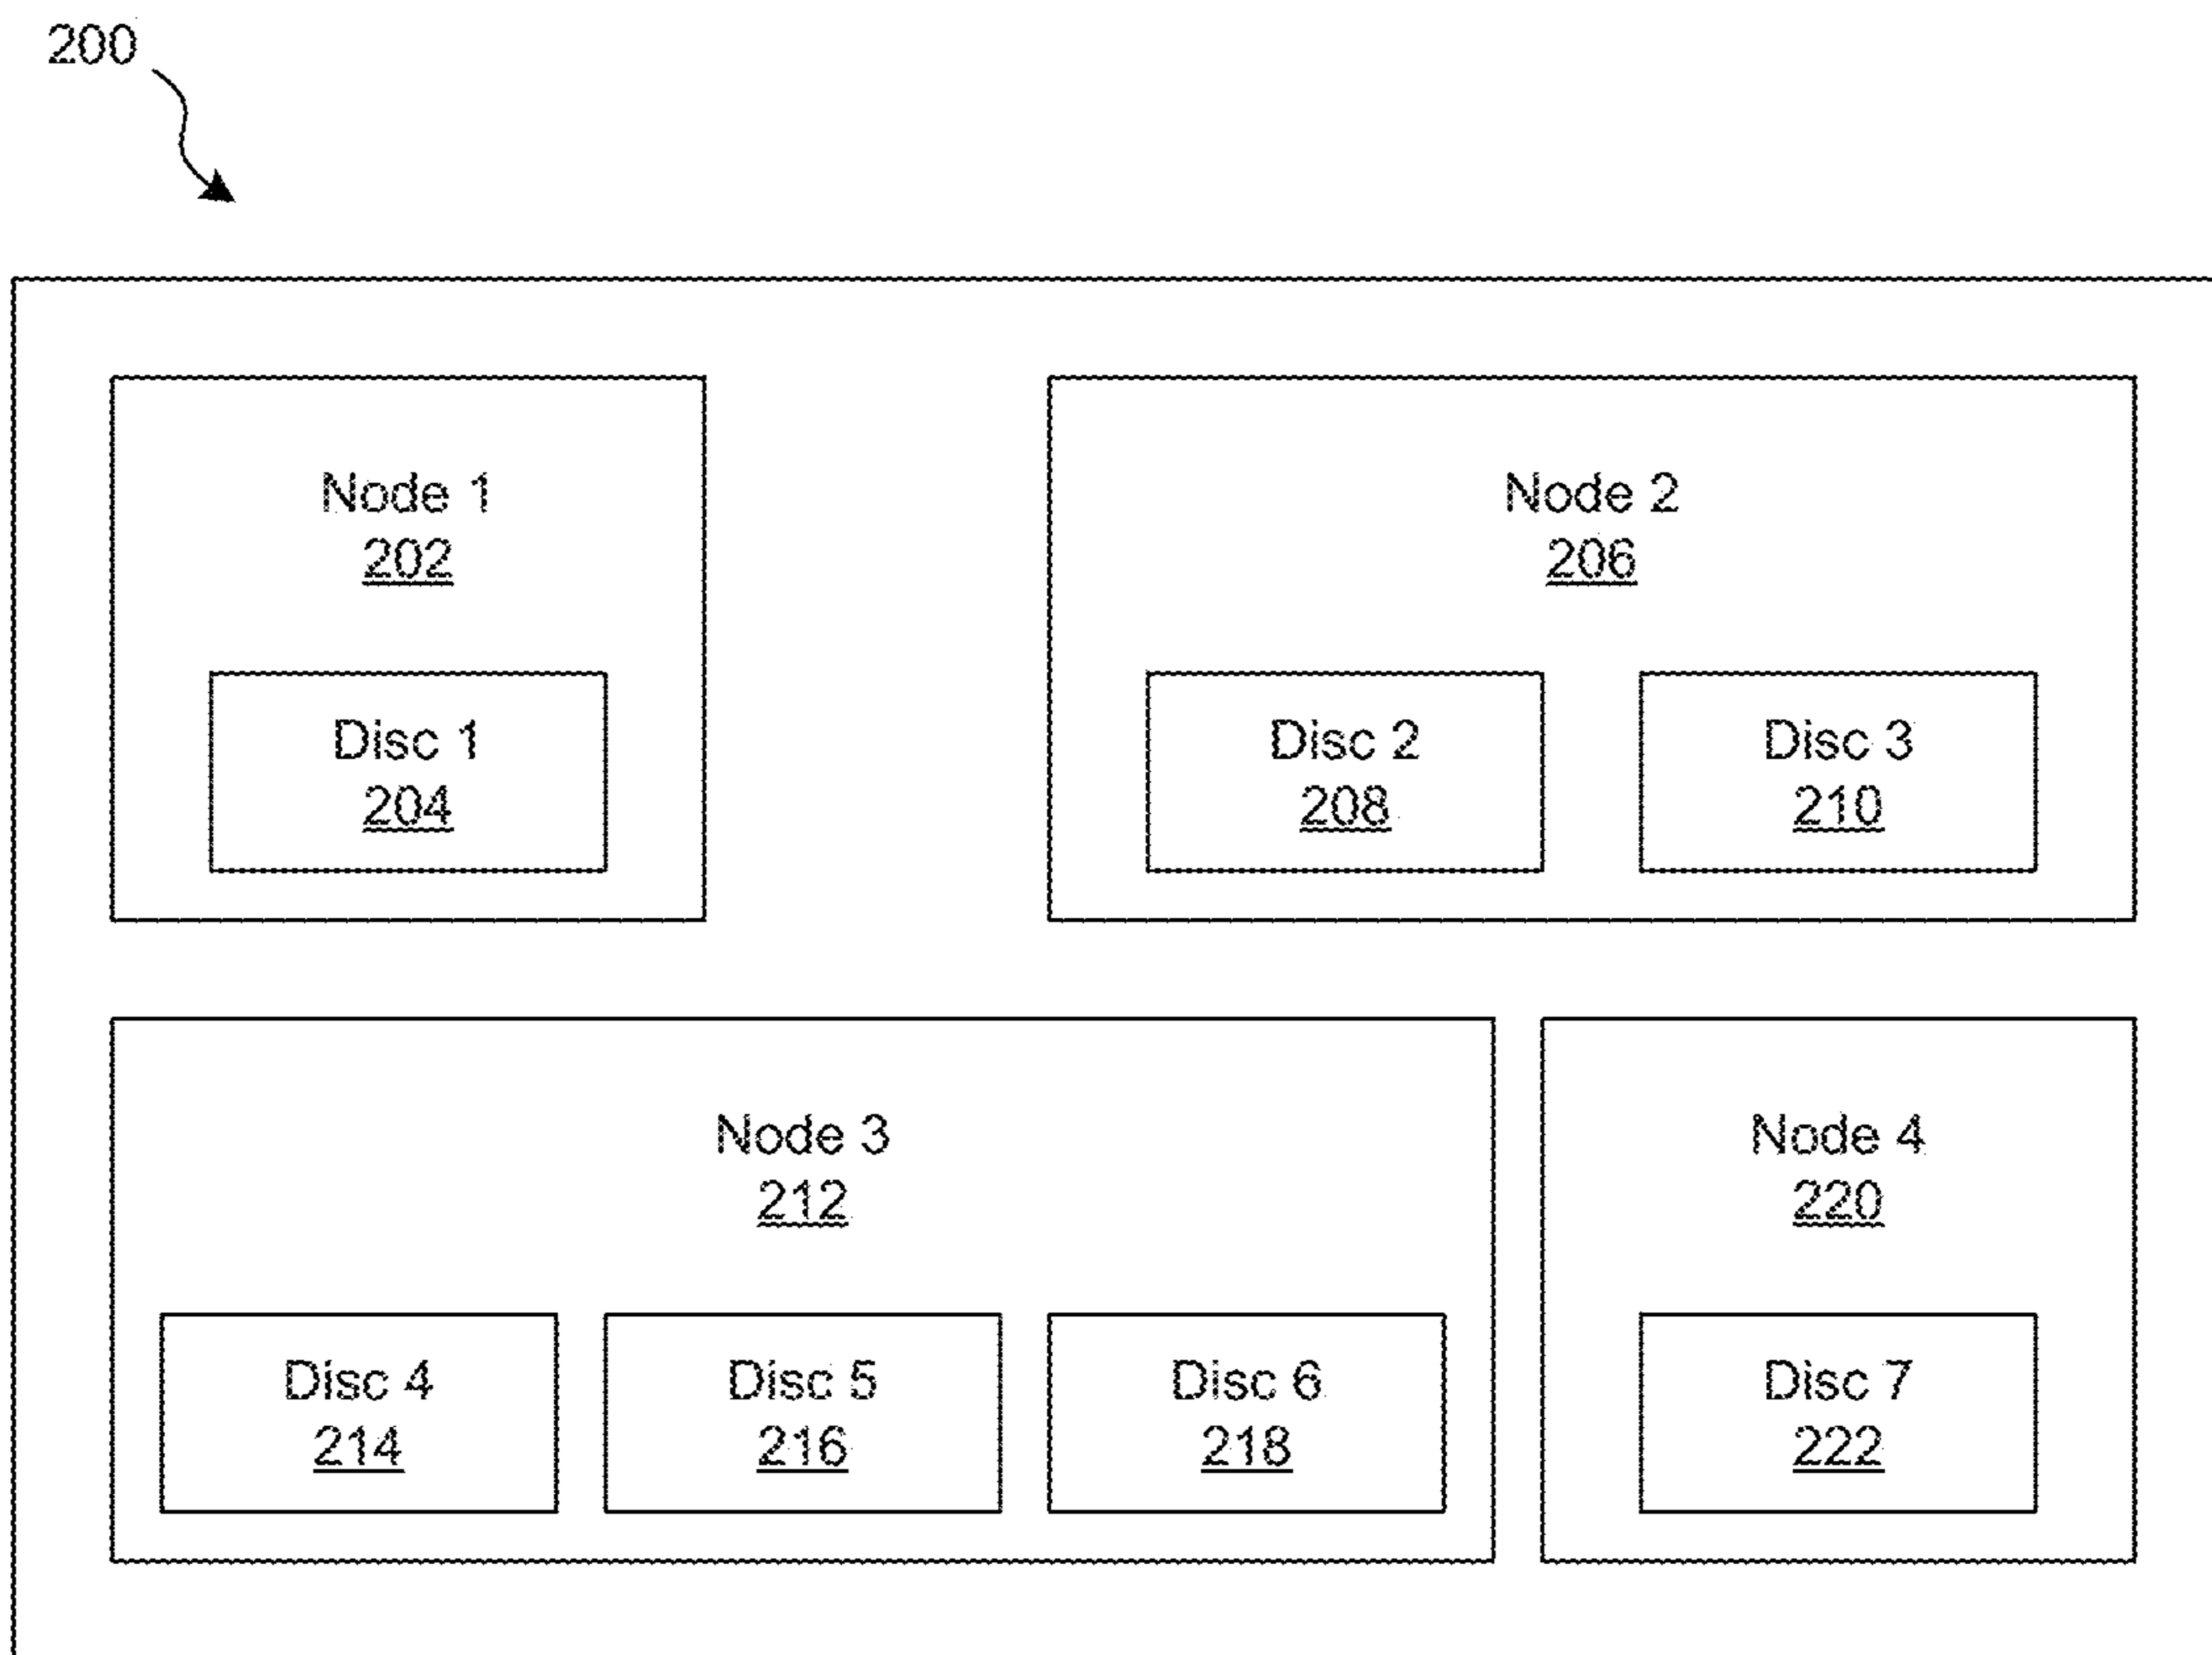 200
Node 1
202
Disc 1
204
Node 2
206
Disc 2
208
Disc 3
210
Node 3
212
Disc 4
214
Disc 5
216
Disc 6
218
Node 4
220
Disc 7
222